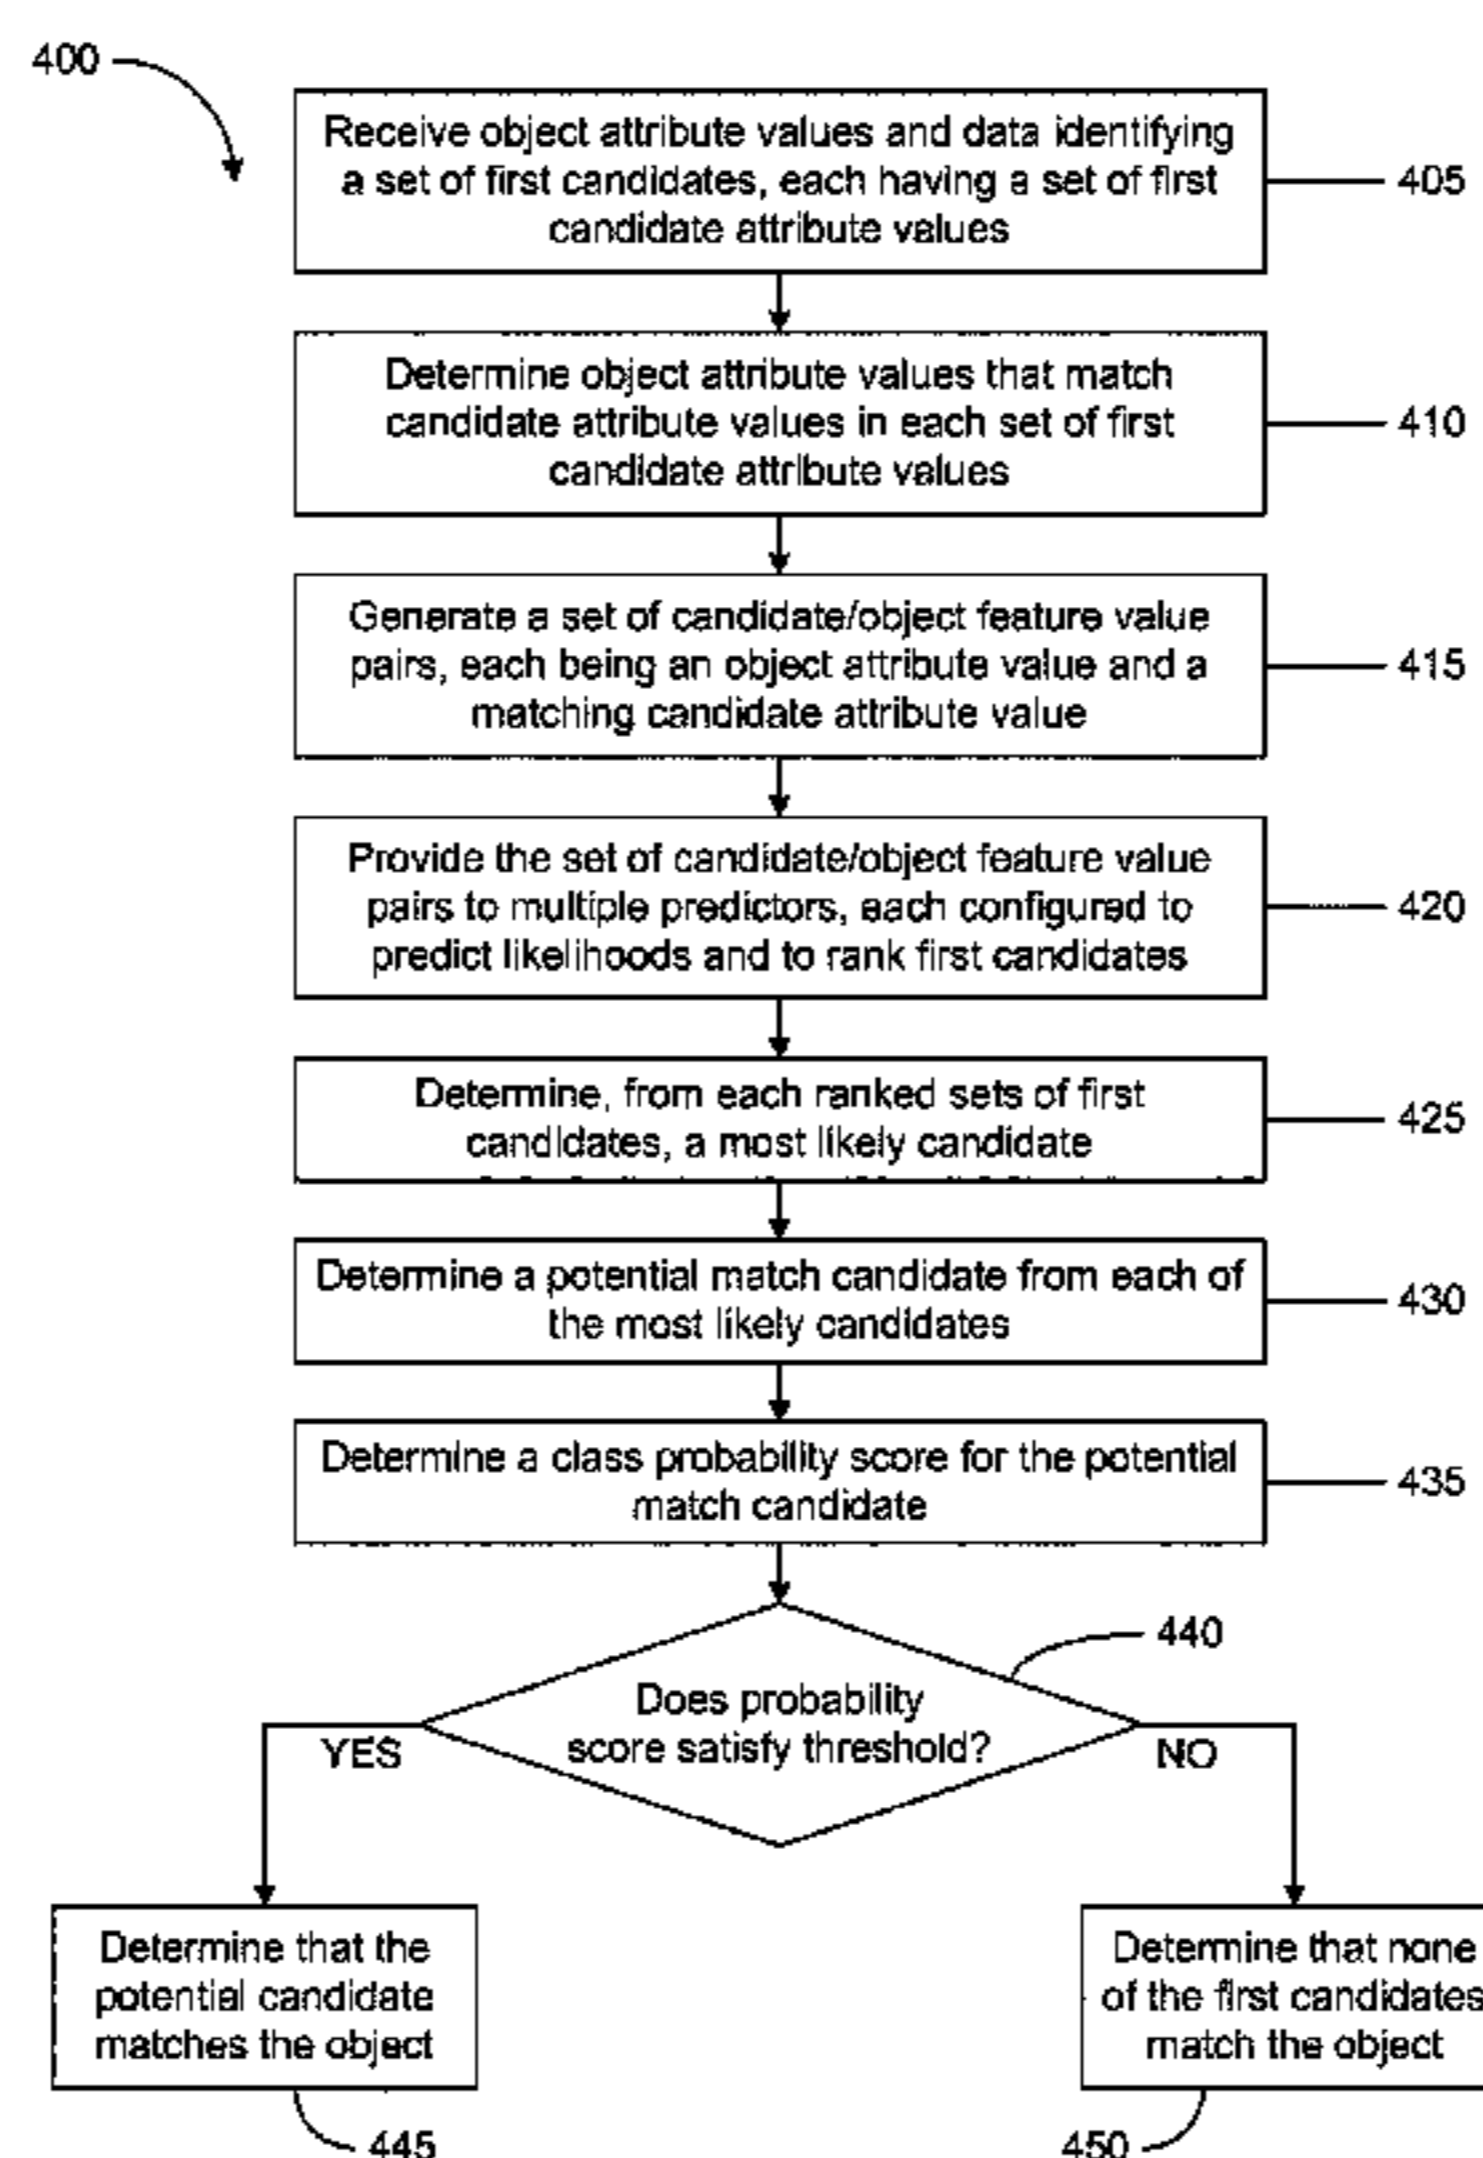 400
Receive object attribute values and data identifying
a set of first candidates, each having a set of first
candidate attribute values
405
Determine object attribute values that match
candidate attribute values in each set of first
candidate attribute values
410
Generate a set of candidate/object feature value
pairs, each being an object attribute value and a
matching candidate attribute value
415
Provide the set of candidate/object feature value
pairs to multiple predictors, each configured to
predict likelihoods and to rank first candidates
420
Determine, from each ranked sets of first
candidates, a most likely candidate
425
Determine a potential match candidate from each of
the most likely candidates
430
Determine a class probability score for the potential
match candidate
435
440
Does probability
score satisfy threshold?
YES
NO
Determine that the
potential candidate
matches the object
445
Determine that none
of the first candidates
match the object
450